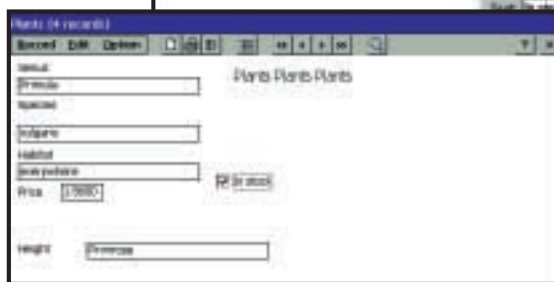 Plants (4 records)
Record Edit Option
Plants Plants Plants
Genus
Primula
Species
vulgaris
Habitat
everywhere
Price
In stock
Height
Primrose